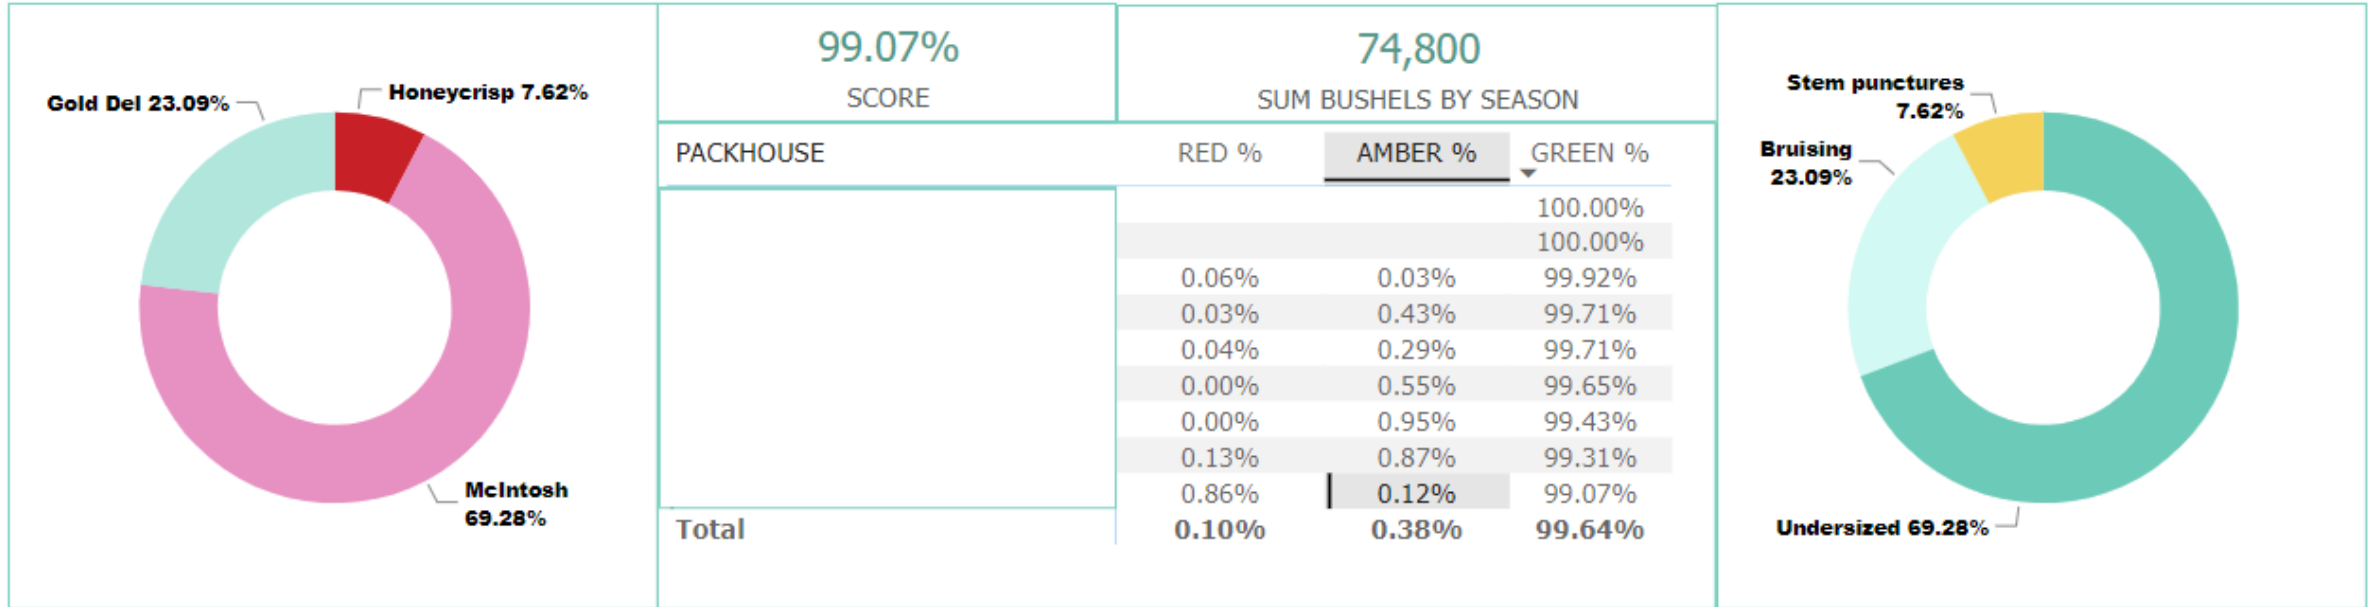 Gold Del 23.09%
Honeycrisp 7.62%
McIntosh
69.28%
99.07%
SCORE
74,800
SUM BUSHELS BY SEASON
PACKHOUSE RED % AMBER % GREEN %
100.00%
100.00%
0.06% 0.03% 99.92%
0.03% 0.43% 99.71%
0.04% 0.29% 99.71%
0.00% 0.55% 99.65%
0.00% 0.95% 99.43%
0.13% 0.87% 99.31%
0.86% 0.12% 99.07%
Total 0.10% 0.38% 99.64%
Stem punctures
7.62%
Bruising
23.09%
Undersized 69.28%